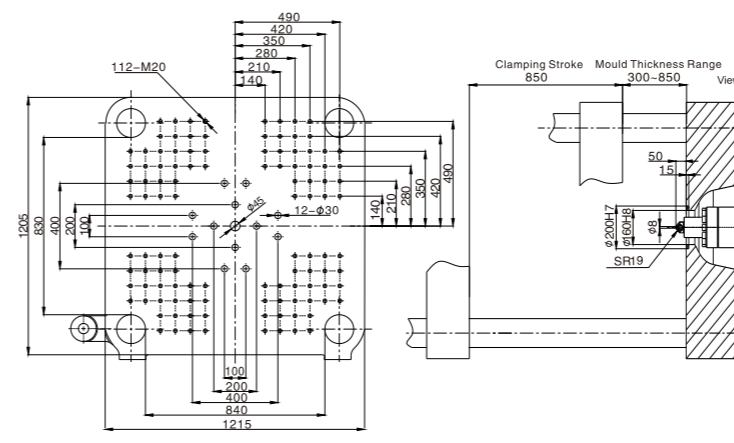 490
420
350
280
210
140
112-M20
1205
830
400
200
100
ϕ45
12-ϕ30
140
210
280
350
420
490
100
200
400
840
1215
Clamping Stroke
850
Mould Thickness Range
300~850
View
50
15
ϕ200H7
ϕ160H8
ϕ8
SR19